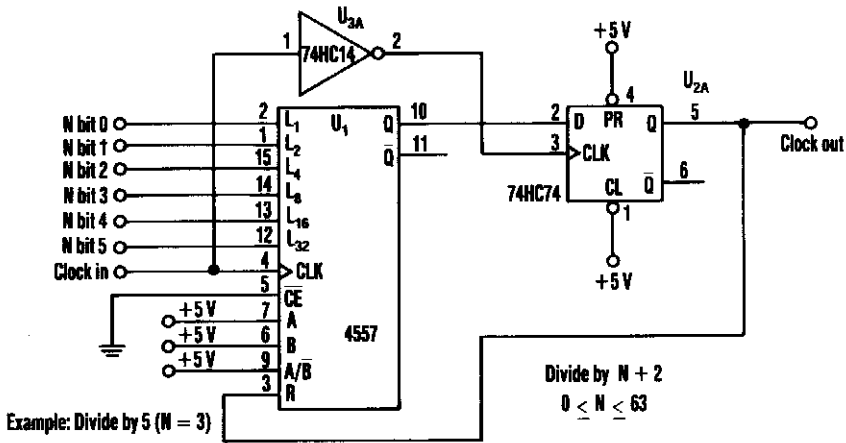 U3A
1 74HC14 2
+5 V
4
U2A
N bit 0 2 L1 U1 Q 10 2 D PR Q 5
N bit 1 1 L2 Q̅ 11 3 CLK Clock out
N bit 2 15 L4
N bit 3 14 L8 74HC74 CL Q̅ 6
N bit 4 13 L16 1
N bit 5 12 L32
Clock in 4 CLK +5 V
5 C̅E̅
+5 V 7 A
+5 V 6 B 4557
+5 V 9 A/B̅
3 R
Divide by N + 2
0 ≤ N ≤ 63
Example: Divide by 5 (N = 3)